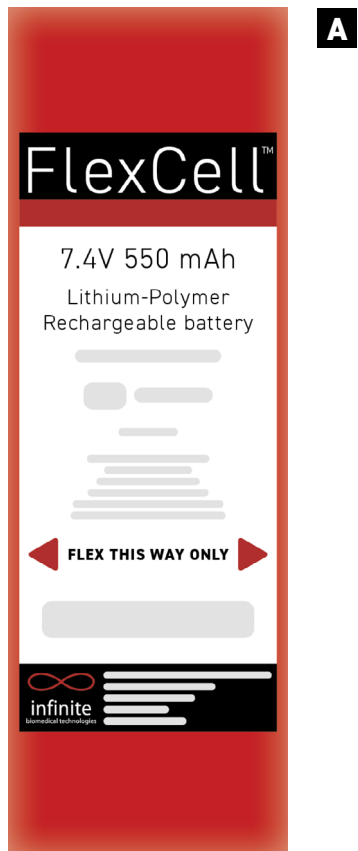 A
FlexCell™
7.4V 550 mAh
Lithium-Polymer
Rechargeable battery
FLEX THIS WAY ONLY
infinite
biomedical technologies